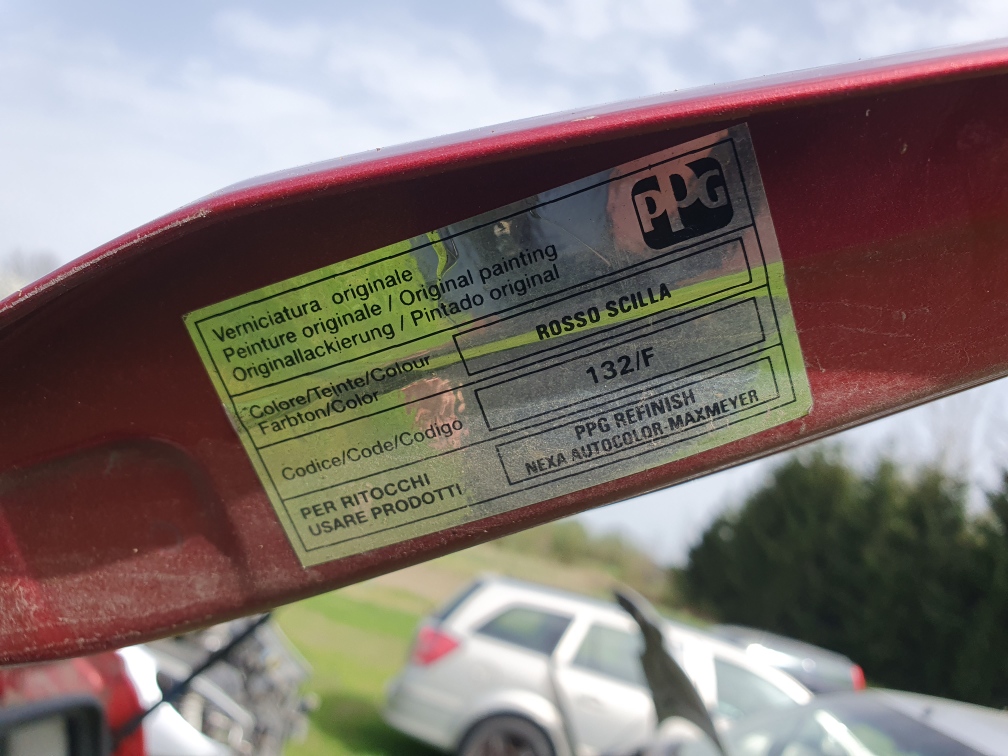 PPG
Verniciatura originale
Peinture originale / Original painting
Originallackierung / Pintado original
Colore/Teinte/Colour
Farbton/Color
ROSSO SCILLA
Codice/Code/Codigo
132/F
PER RITOCCHI
USARE PRODOTTI
PPG REFINISH
NEXA AUTOCOLOR-MAXMEYER